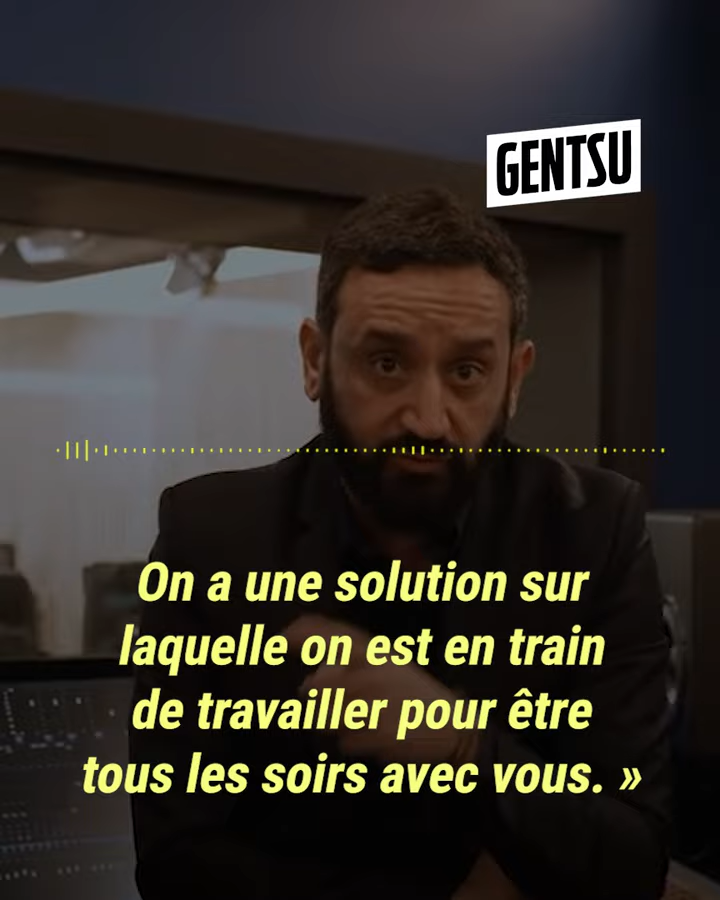 GENTSU
On a une solution sur
laquelle on est en train
de travailler pour être
tous les soirs avec vous. »